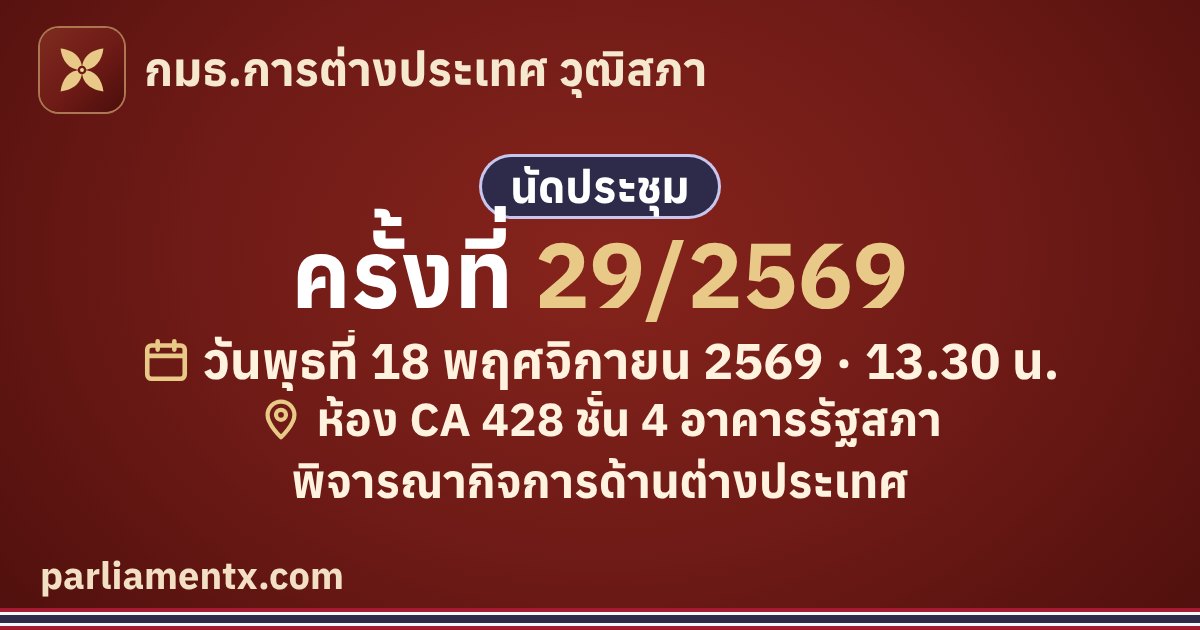 กมธ.การต่างประเทศ วุฒิสภา
นัดประชุม
ครั้งที่ 29/2569
วันพุธที่ 18 พฤศจิกายน 2569 · 13.30 น.
ห้อง CA 428 ชั้น 4 อาคารรัฐสภา
พิจารณากิจการด้านต่างประเทศ
parliamentx.com